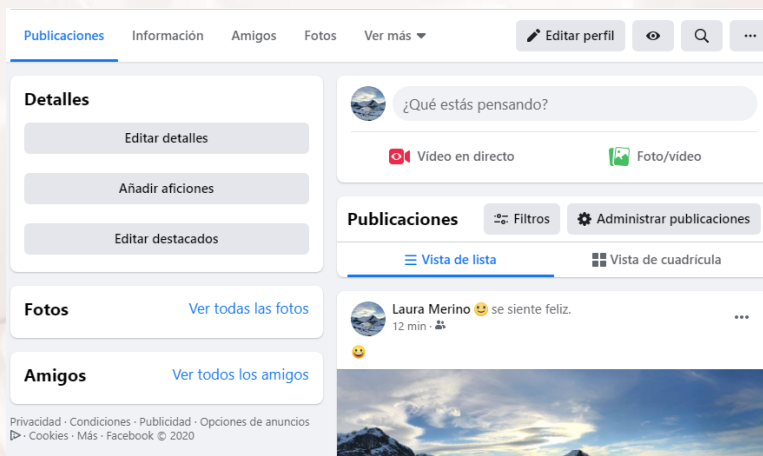 Publicaciones Información Amigos Fotos Ver más Editar perfil
Detalles
Editar detalles
Añadir aficiones
Editar destacados
Fotos Ver todas las fotos
Amigos Ver todos los amigos
Privacidad · Condiciones · Publicidad · Opciones de anuncios
· Cookies · Más · Facebook © 2020
¿Qué estás pensando?
Vídeo en directo Foto/vídeo
Publicaciones Filtros Administrar publicaciones
Vista de lista Vista de cuadrícula
Laura Merino 🙂 se siente feliz.
12 min ·
😀